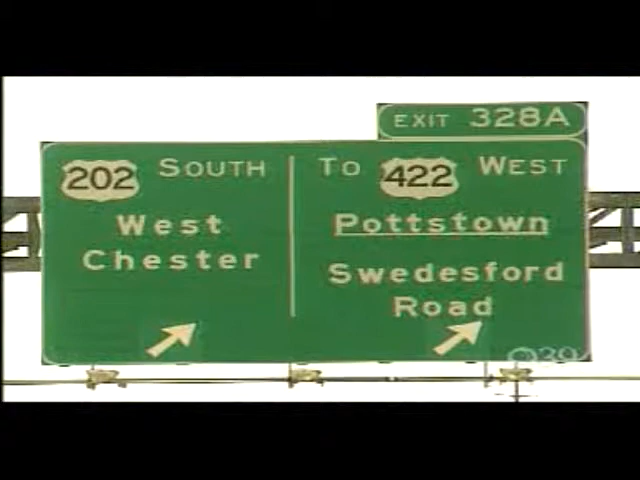 EXIT 328A
202 SOUTH
West
Chester
TO 422 WEST
Pottstown
Swedesford
Road
39